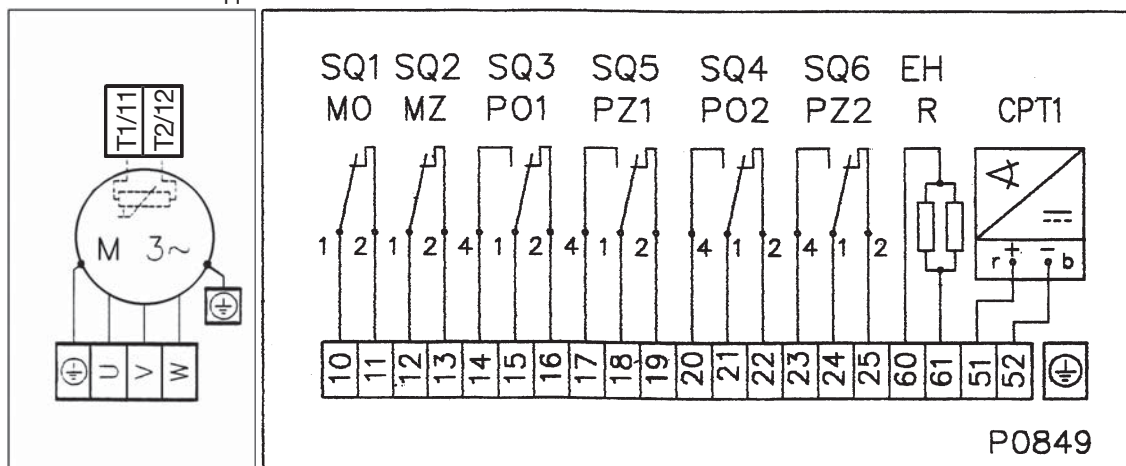 T1/11
T2/12
M 3~
U V W
SQ1 SQ2 SQ3 SQ5 SQ4 SQ6 EH
MO MZ PO1 PZ1 PO2 PZ2 R CPT1
r + − b
1 2 1 2 4 1 2 4 1 2 4 1 2 4 1 2
10 11 12 13 14 15 16 17 18 19 20 21 22 23 24 25 60 61 51 52
P0849